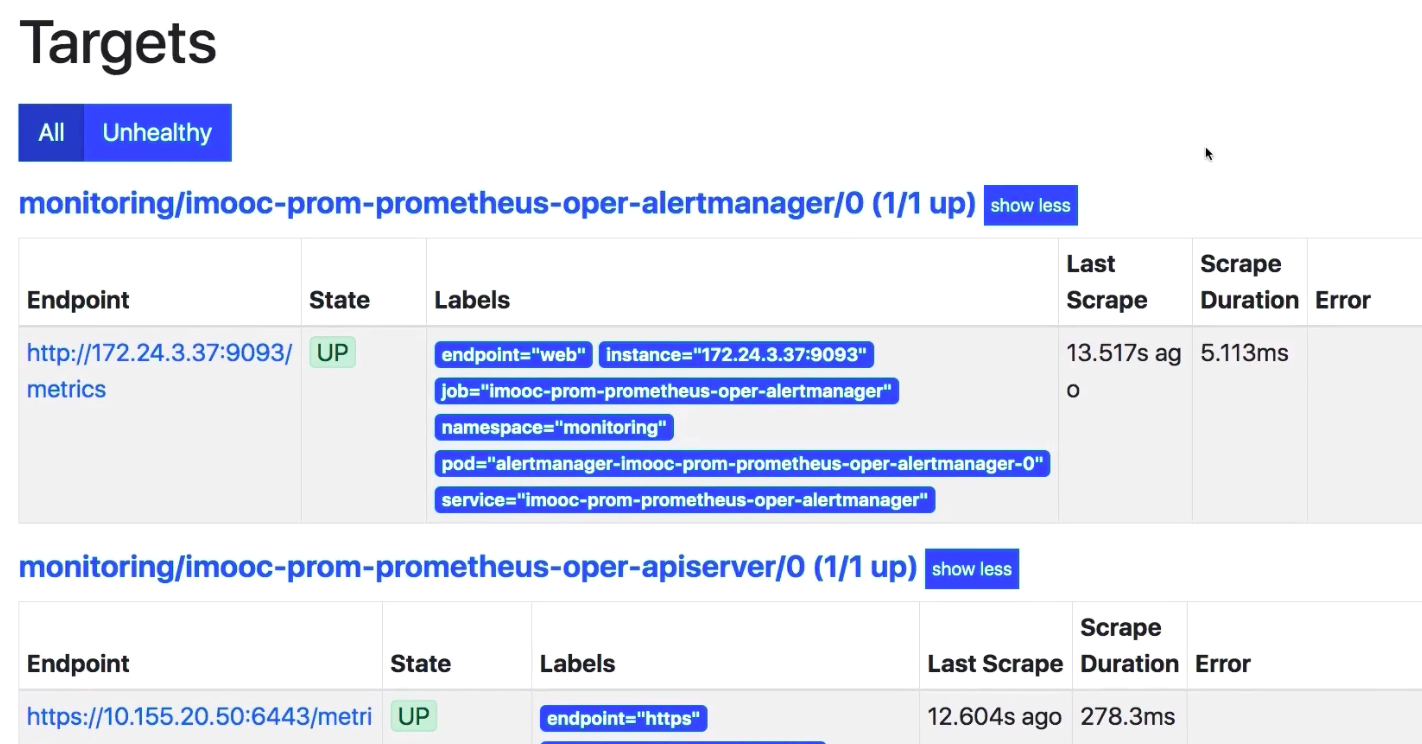 Targets
All Unhealthy
monitoring/imooc-prom-prometheus-oper-alertmanager/0 (1/1 up) show less
Endpoint State Labels Last Scrape Scrape Duration Error
http://172.24.3.37:9093/ UP endpoint="web" instance="172.24.3.37:9093" 13.517s ag 5.113ms
metrics job="imooc-prom-prometheus-oper-alertmanager" o
namespace="monitoring"
pod="alertmanager-imooc-prom-prometheus-oper-alertmanager-0"
service="imooc-prom-prometheus-oper-alertmanager"
monitoring/imooc-prom-prometheus-oper-apiserver/0 (1/1 up) show less
Endpoint State Labels Last Scrape Scrape Duration Error
https://10.155.20.50:6443/metri UP endpoint="https" 12.604s ago 278.3ms